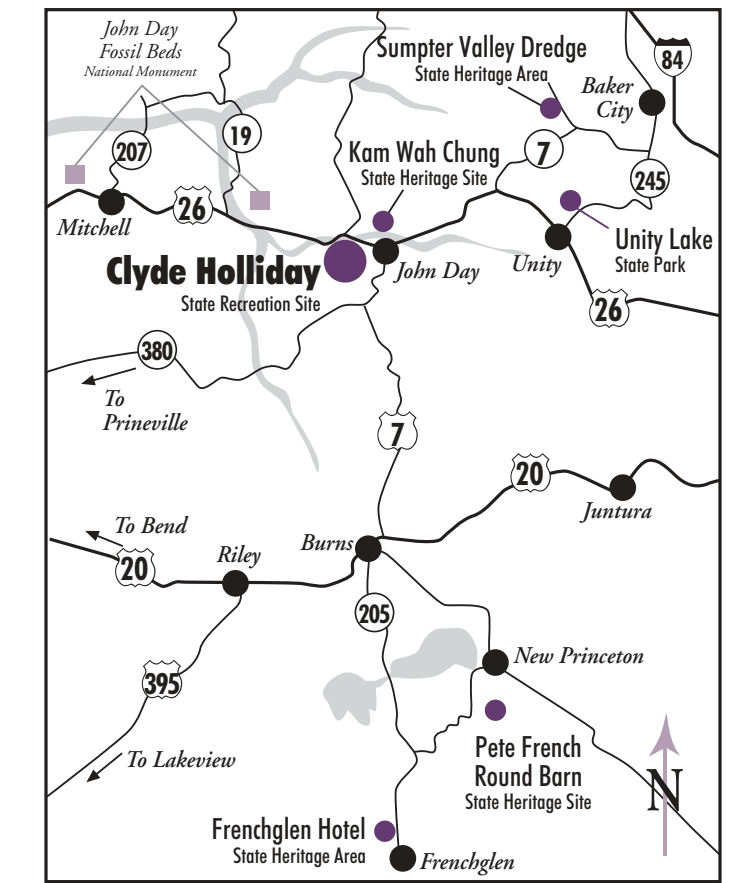 John Day
Fossil Beds
National Monument
Sumpter Valley Dredge
State Heritage Area
84
Baker
City
19
207
7
Kam Wah Chung
State Heritage Site
245
26
Mitchell
Unity Lake
State Park
Clyde Holliday
State Recreation Site
John Day
Unity
26
380
To
Prineville
7
20
Juntura
To Bend
20
Riley
Burns
205
New Princeton
395
To Lakeview
Pete French
Round Barn
State Heritage Site
N
Frenchglen Hotel
State Heritage Area
Frenchglen